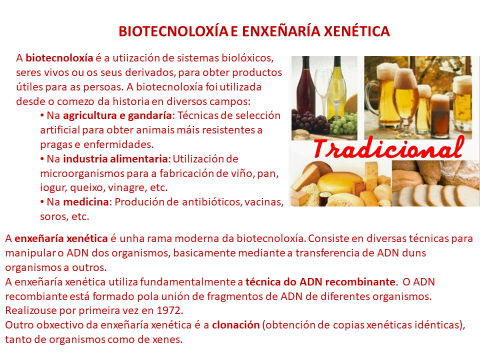 BIOTECNOLOXÍA E ENXEÑARÍA XENÉTICA
A biotecnoloxía é a utiización de sistemas biolóxicos,
seres vivos ou os seus derivados, para obter productos
útiles para as persoas. A biotecnoloxía foi utilizada
desde o comezo da historia en diversos campos:
• Na agricultura e gandaría: Técnicas de selección
artificial para obter animais máis resistentes a
pragas e enfermidades.
• Na industria alimentaria: Utilización de
microorganismos para a fabricación de viño, pan,
iogur, queixo, vinagre, etc.
• Na medicina: Produción de antibióticos, vacinas,
soros, etc.
Tradicional
A enxeñaría xenética é unha rama moderna da biotecnoloxía. Consiste en diversas técnicas para
manipular o ADN dos organismos, basicamente mediante a transferencia de ADN duns
organismos a outros.
A enxeñaría xenética utiliza fundamentalmente a técnica do ADN recombinante. O ADN
recombiante está formado pola unión de fragmentos de ADN de diferentes organismos.
Realizouse por primeira vez en 1972.
Outro obxectivo da enxeñaría xenética é a clonación (obtención de copias xenéticas idénticas),
tanto de organismos como de xenes.